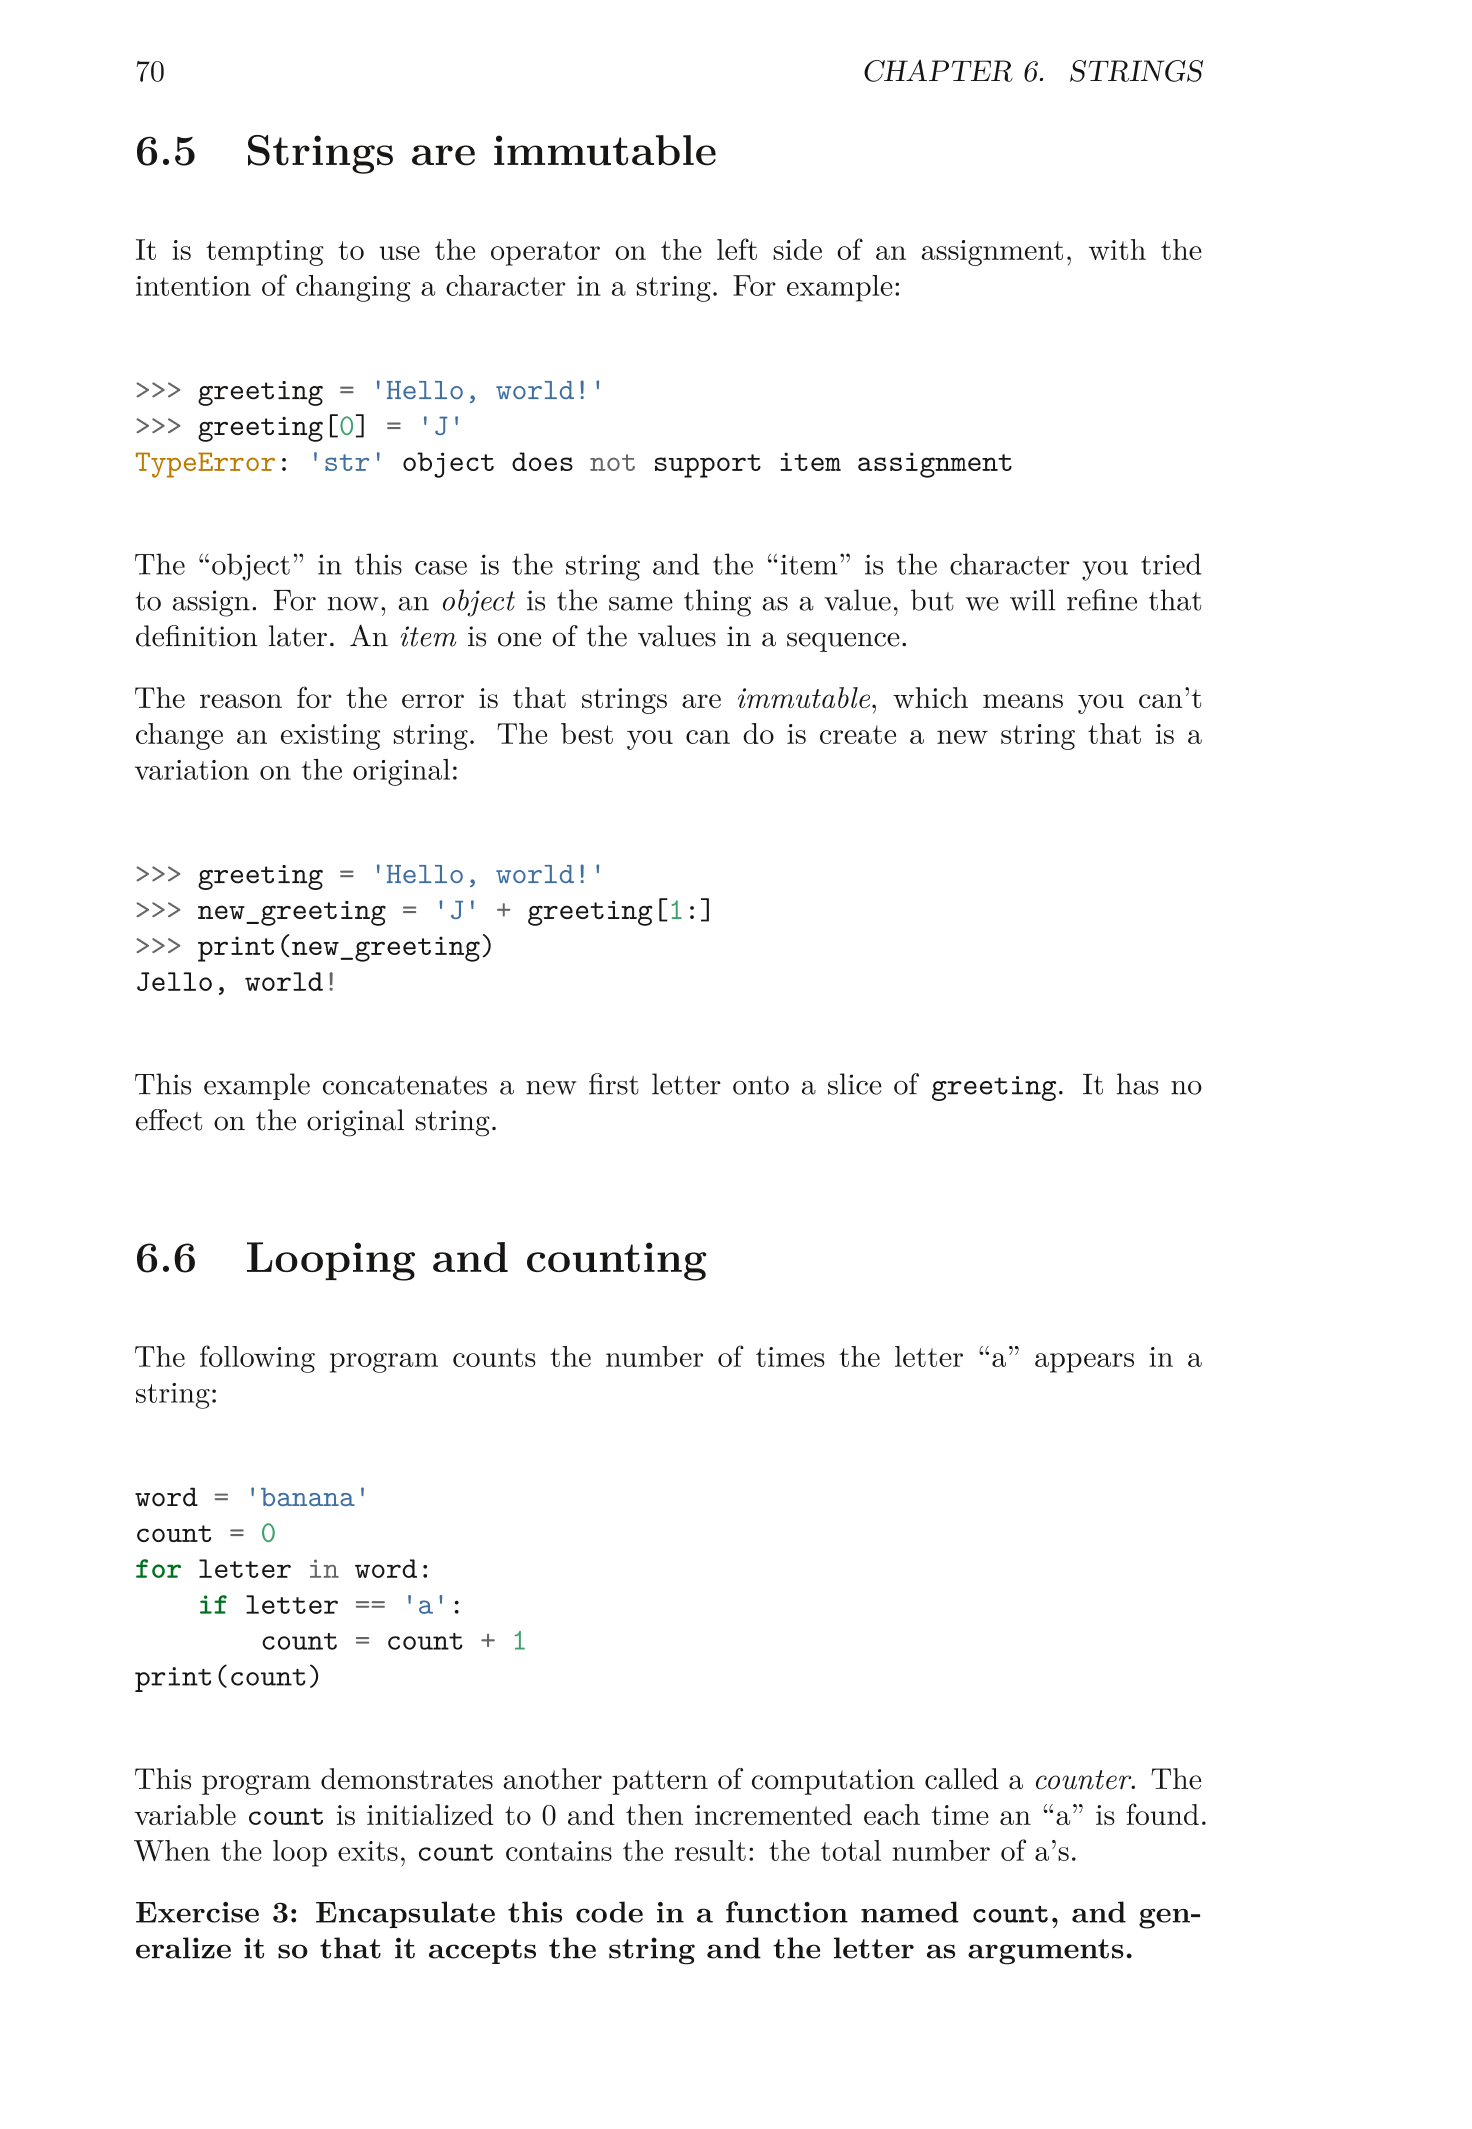 70 CHAPTER 6. STRINGS
6.5 Strings are immutable
It is tempting to use the operator on the left side of an assignment, with the
intention of changing a character in a string. For example:
>>> greeting = 'Hello, world!'
>>> greeting[0] = 'J'
TypeError: 'str' object does not support item assignment
The “object” in this case is the string and the “item” is the character you tried
to assign. For now, an object is the same thing as a value, but we will refine that
definition later. An item is one of the values in a sequence.
The reason for the error is that strings are immutable, which means you can’t
change an existing string. The best you can do is create a new string that is a
variation on the original:
>>> greeting = 'Hello, world!'
>>> new_greeting = 'J' + greeting[1:]
>>> print(new_greeting)
Jello, world!
This example concatenates a new first letter onto a slice of greeting. It has no
effect on the original string.
6.6 Looping and counting
The following program counts the number of times the letter “a” appears in a
string:
word = 'banana'
count = 0
for letter in word:
    if letter == 'a':
        count = count + 1
print(count)
This program demonstrates another pattern of computation called a counter. The
variable count is initialized to 0 and then incremented each time an “a” is found.
When the loop exits, count contains the result: the total number of a’s.
Exercise 3: Encapsulate this code in a function named count, and gen-
eralize it so that it accepts the string and the letter as arguments.